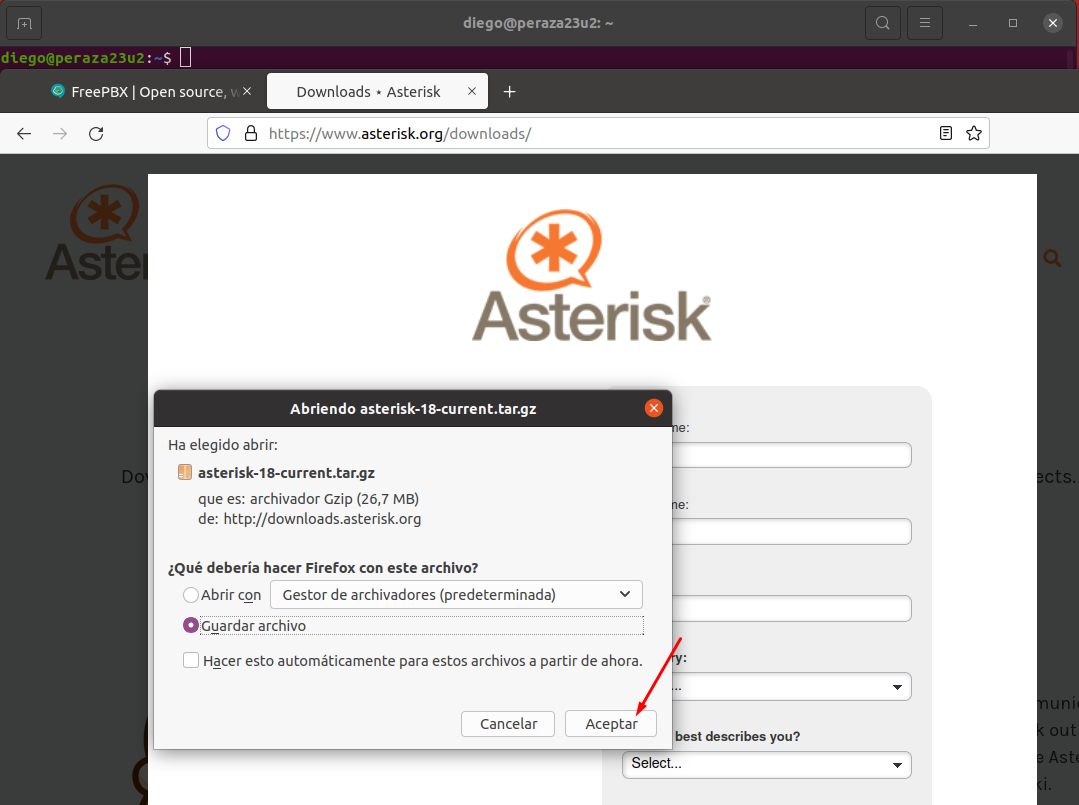 diego@peraza23u2: ~
diego@peraza23u2:~$
FreePBX | Open source, w
Downloads ⋆ Asterisk
https://www.asterisk.org/downloads/
Aster
Asterisk®
Abriendo asterisk-18-current.tar.gz
Ha elegido abrir:
asterisk-18-current.tar.gz
que es: archivador Gzip (26,7 MB)
de: http://downloads.asterisk.org
¿Qué debería hacer Firefox con este archivo?
Abrir con
Gestor de archivadores (predeterminada)
Guardar archivo
Hacer esto automáticamente para estos archivos a partir de ahora.
Cancelar
Aceptar
me:
me:
ry:
...
best describes you?
Select...
Dow
ects.
munic
k out
e Aste
ki.